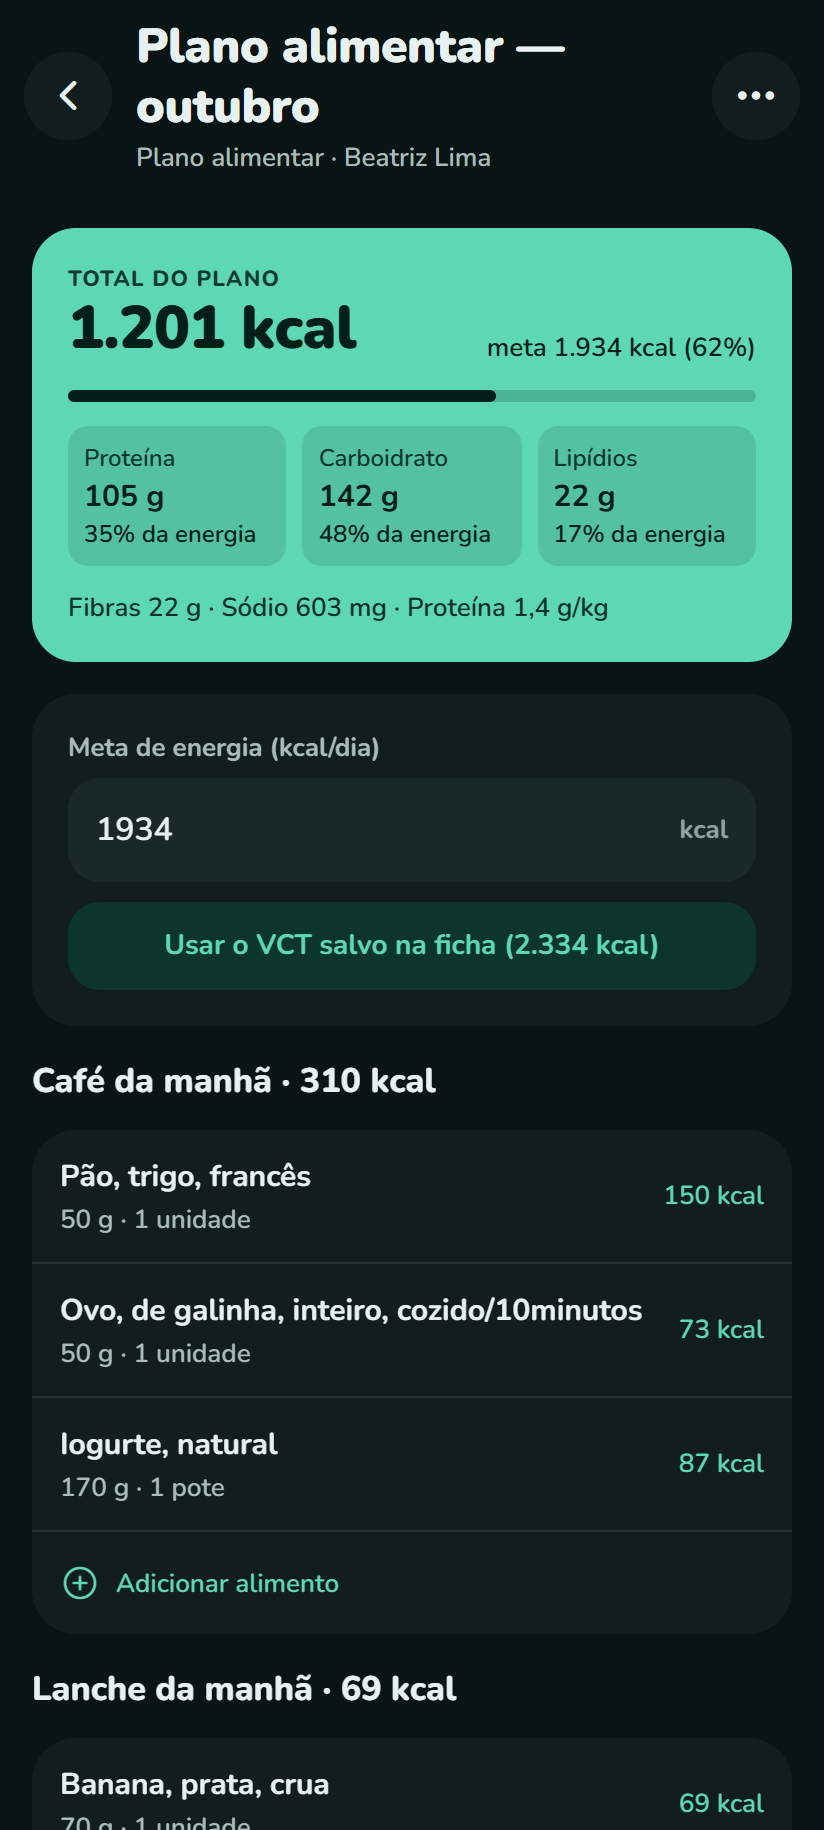 Plano alimentar —
outubro
Plano alimentar · Beatriz Lima
TOTAL DO PLANO
1.201 kcal
meta 1.934 kcal (62%)
Proteína
105 g
35% da energia
Carboidrato
142 g
48% da energia
Lipídios
22 g
17% da energia
Fibras 22 g · Sódio 603 mg · Proteína 1,4 g/kg
Meta de energia (kcal/dia)
1934 kcal
Usar o VCT salvo na ficha (2.334 kcal)
Café da manhã · 310 kcal
Pão, trigo, francês
50 g · 1 unidade
150 kcal
Ovo, de galinha, inteiro, cozido/10minutos
50 g · 1 unidade
73 kcal
Iogurte, natural
170 g · 1 pote
87 kcal
Adicionar alimento
Lanche da manhã · 69 kcal
Banana, prata, crua
70 g · 1 unidade
69 kcal